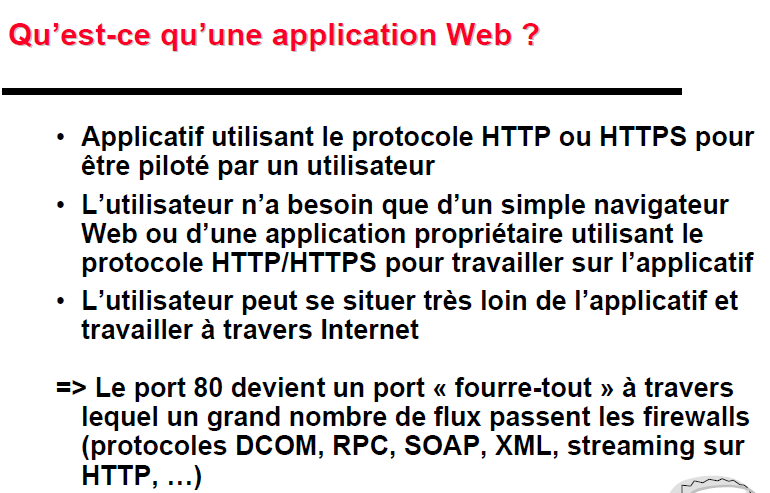 Qu’est-ce qu’une application Web ?
• Applicatif utilisant le protocole HTTP ou HTTPS pour
être piloté par un utilisateur
• L’utilisateur n’a besoin que d’un simple navigateur
Web ou d’une application propriétaire utilisant le
protocole HTTP/HTTPS pour travailler sur l’applicatif
• L’utilisateur peut se situer très loin de l’applicatif et
travailler à travers Internet
=> Le port 80 devient un port « fourre-tout » à travers
lequel un grand nombre de flux passent les firewalls
(protocoles DCOM, RPC, SOAP, XML, streaming sur
HTTP, …)